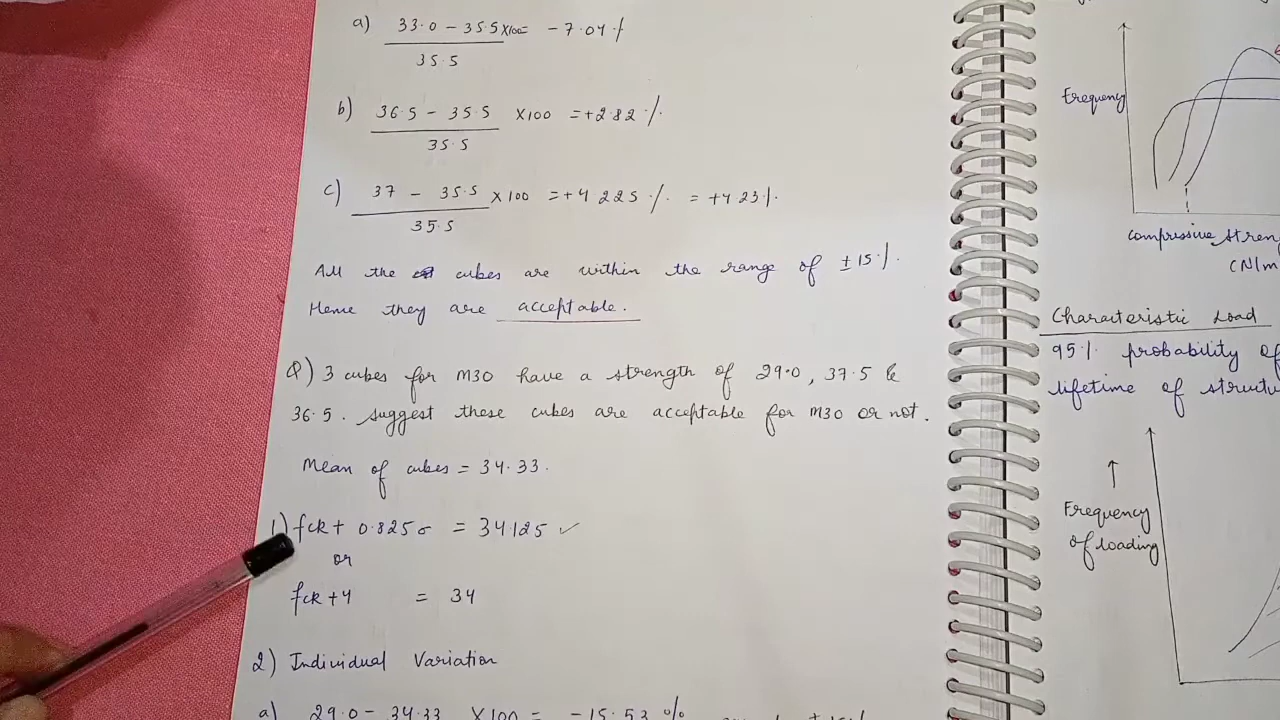 a) 33.0 - 35.5 x100= -7.04%
35.5
b) 36.5 - 35.5 x100 = +2.82%.
35.5
c) 37 - 35.5 x100 = +4.225%. = +4.23%.
35.5
All the cubes are within the range of ±15%.
Hence they are acceptable.
Q) 3 cubes for M30 have a strength of 29.0, 37.5 &
36.5. suggest these cubes are acceptable for M30 or not.
Mean of cubes = 34.33.
1) fck + 0.825σ = 34.125 ✓
or
fck+4 = 34
2) Individual Variation
a) 29.0 - 34.33 x100 = -15.53 %
Frequency
compressive stren
(N/m
Characteristic Load
95% probability of
lifetime of structu
↑
Frequency
of loading